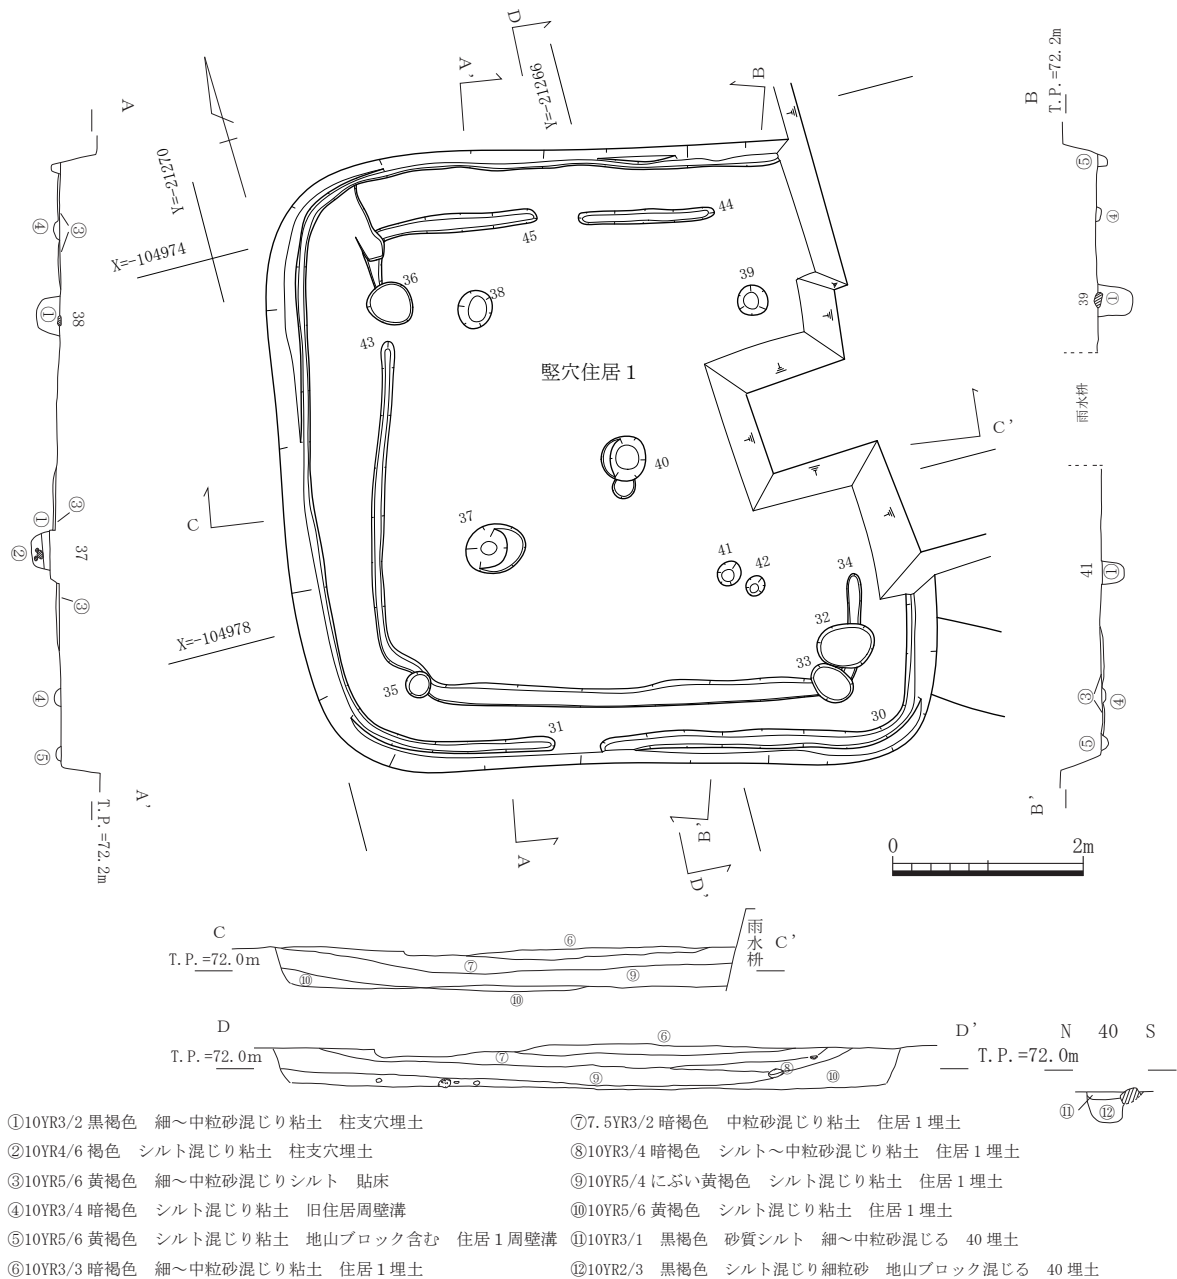 D
Y=-21266
A'
B
T.P.=72.2m
B
A
Y=-21270
X=-104974
44
45
36
38
39
43
竪穴住居 1
40
37
41
42
34
32
33
35
31
30
C
C'
X=-104978
A
B'
D'
④
③
①
38
③
①
②
37
③
④
⑤
A'
T.P.=72.2m
⑤
④
39
①
雨水枡
41
①
③
④
⑤
B'
0
2m
C
⑥
雨水枡
C'
T.P.=72.0m
⑦
⑨
⑩
⑩
D
⑥
D'
N 40 S
T.P.=72.0m
⑦
⑧
⑨
⑩
T.P.=72.0m
⑪
⑫
①10YR3/2 黒褐色 細～中粒砂混じり粘土 柱支穴埋土
②10YR4/6 褐色 シルト混じり粘土 柱支穴埋土
③10YR5/6 黄褐色 細～中粒砂混じりシルト 貼床
④10YR3/4 暗褐色 シルト混じり粘土 旧住居周壁溝
⑤10YR5/6 黄褐色 シルト混じり粘土 地山ブロック含む 住居 1 周壁溝
⑥10YR3/3 暗褐色 細～中粒砂混じり粘土 住居 1 埋土
⑦7.5YR3/2 暗褐色 中粒砂混じり粘土 住居 1 埋土
⑧10YR3/4 暗褐色 シルト～中粒砂混じり粘土 住居 1 埋土
⑨10YR5/4 にぶい黄褐色 シルト混じり粘土 住居 1 埋土
⑩10YR5/6 黄褐色 シルト混じり粘土 住居 1 埋土
⑪10YR3/1 黒褐色 砂質シルト 細～中粒砂混じる 40 埋土
⑫10YR2/3 黒褐色 シルト混じり細粒砂 地山ブロック混じる 40 埋土